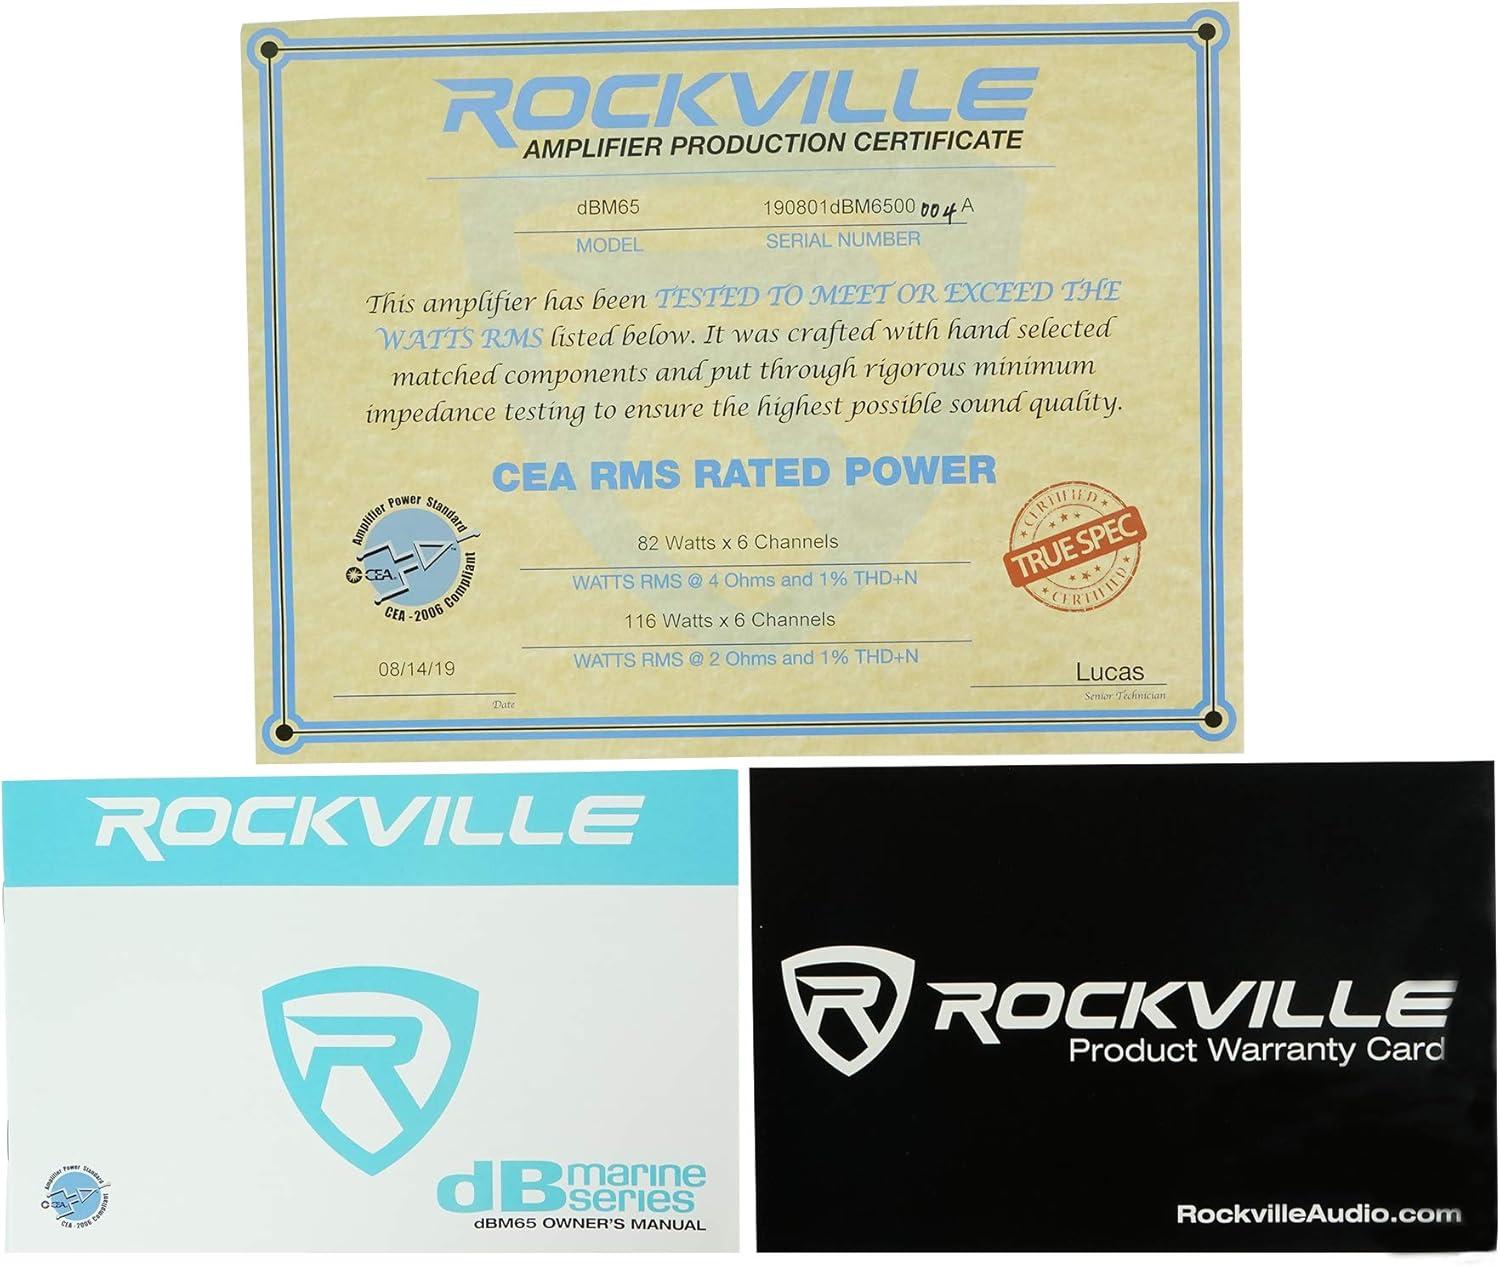 ROCKVILLE
AMPLIFIER PRODUCTION CERTIFICATE
dBM65 190801dBM6500 004 A
MODEL SERIAL NUMBER
This amplifier has been TESTED TO MEET OR EXCEED THE
WATTS RMS listed below. It was crafted with hand selected
matched components and put through rigorous minimum
impedance testing to ensure the highest possible sound quality.
CEA RMS RATED POWER
Amplifier Power Standard
CEA
TM
CEA - 2006 Compliant
82 Watts x 6 Channels
WATTS RMS @ 4 Ohms and 1% THD+N
116 Watts x 6 Channels
WATTS RMS @ 2 Ohms and 1% THD+N
CERTIFIED
TRUE SPEC
CERTIFIED
08/14/19
Date
Lucas
Senior Technician
ROCKVILLE
R
Amplifier Power Standard
CEA
CEA - 2006 Compliant
dB marine
series
dBM65 OWNER'S MANUAL
R ROCKVILLE
Product Warranty Card
RockvilleAudio.com